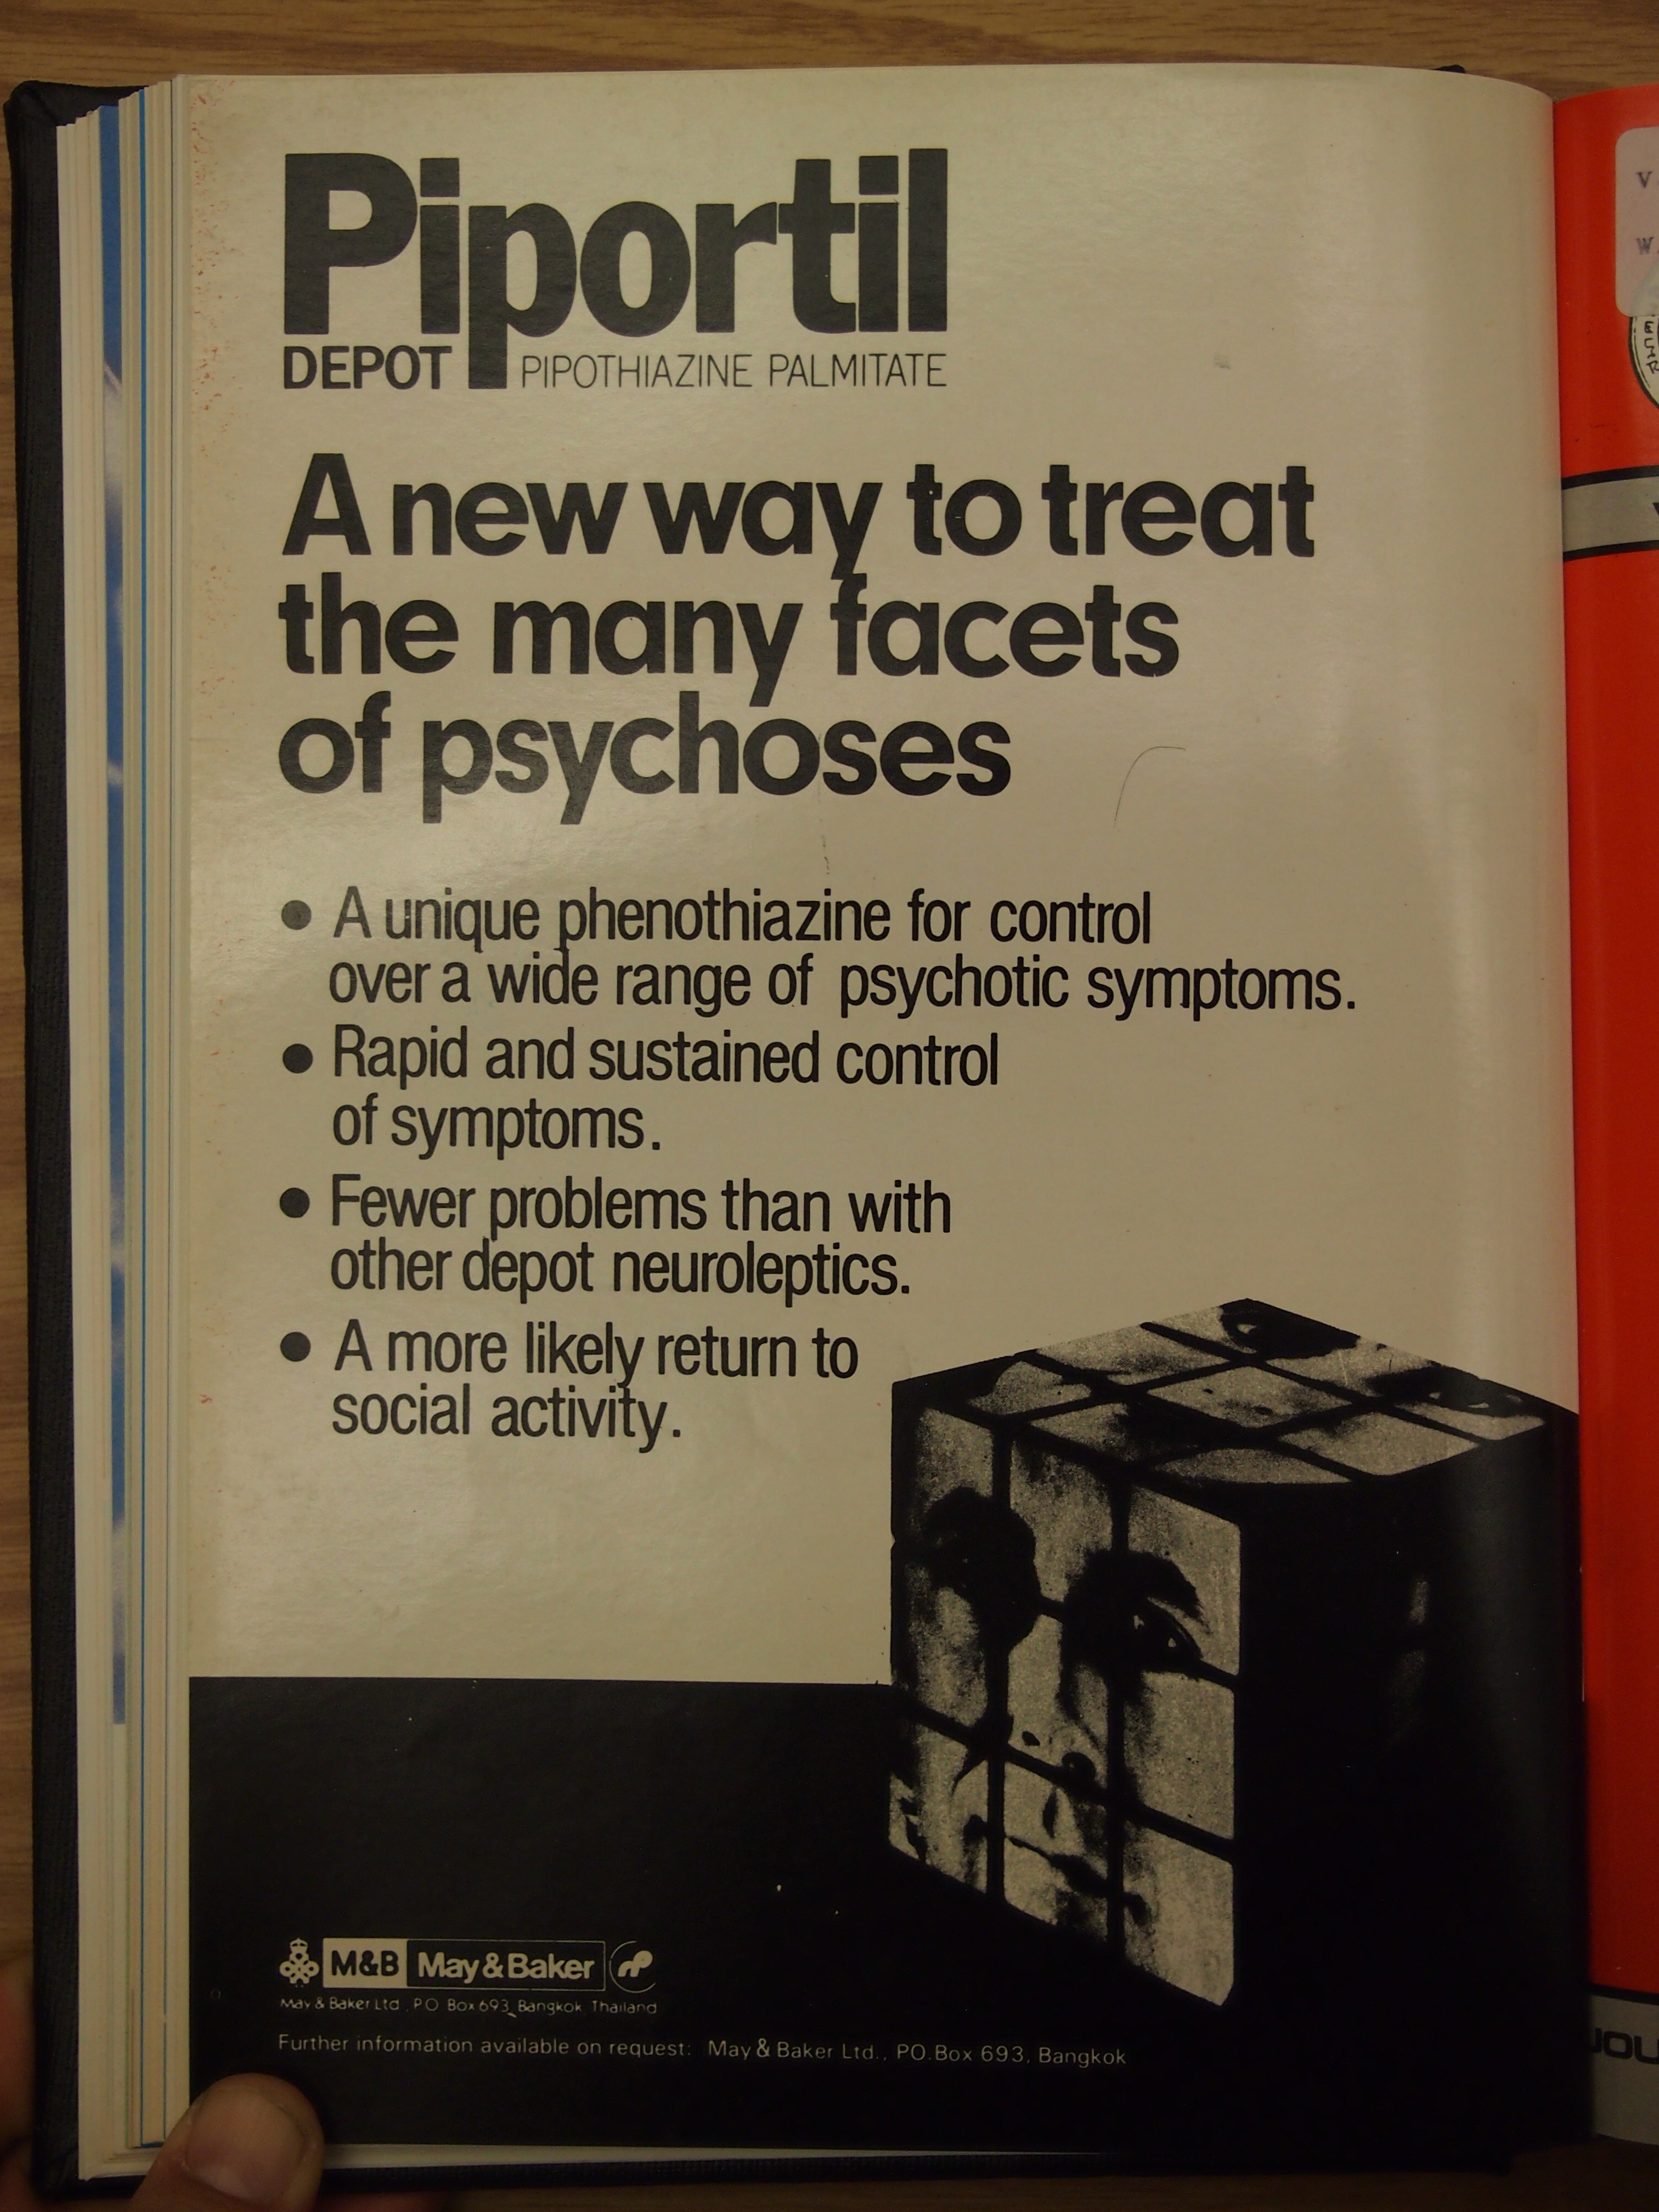 Piportil
DEPOT PIPOTHIAZINE PALMITATE
A new way to treat
the many facets
of psychoses
• A unique phenothiazine for control
over a wide range of psychotic symptoms.
• Rapid and sustained control
of symptoms.
• Fewer problems than with
other depot neuroleptics.
• A more likely return to
social activity.
M&B May & Baker
May & Baker Ltd., P.O. Box 693, Bangkok Thailand
Further information available on request: May & Baker Ltd., P.O. Box 693, Bangkok